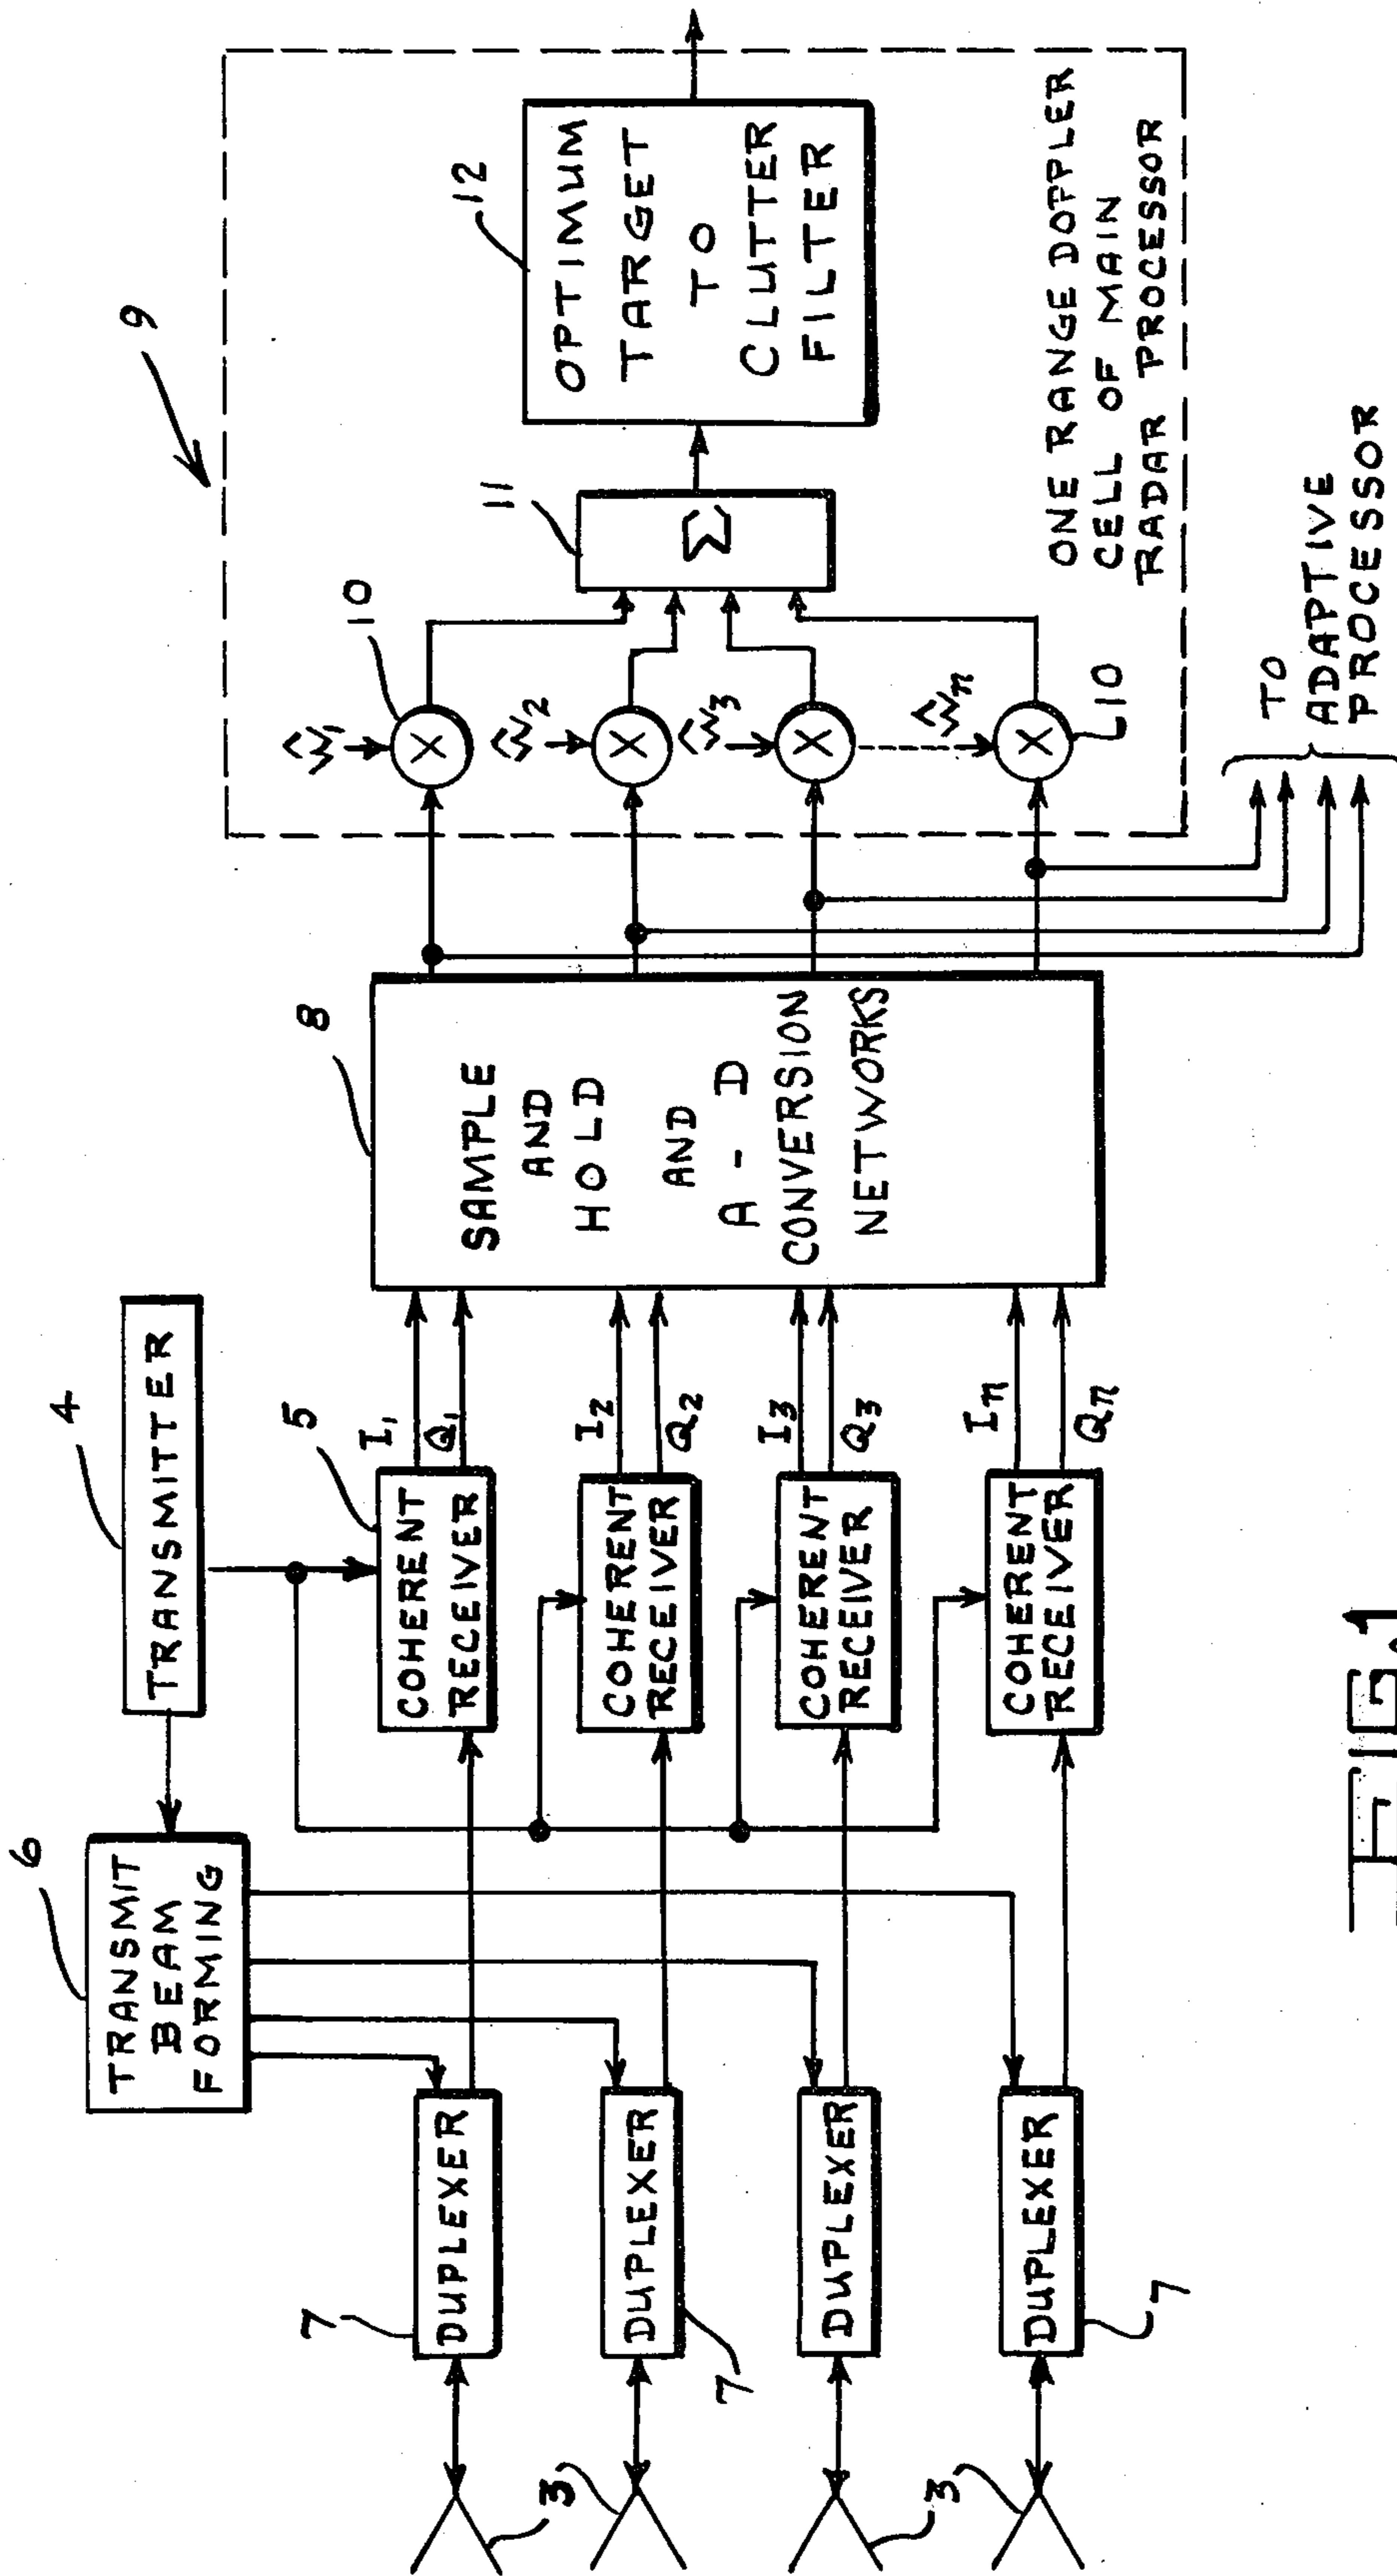 4
TRANSMITTER
6
TRANSMIT
BEAM
FORMING
9
7
DUPLEXER
DUPLEXER
7
DUPLEXER
DUPLEXER
7
3
3
5
COHERENT
RECEIVER
COHERENT
RECEIVER
COHERENT
RECEIVER
COHERENT
RECEIVER
I1
Q1
I2
Q2
I3
Q3
In
Qn
8
SAMPLE
AND
HOLD
AND
A - D
CONVERSION
NETWORKS
10
Ŵ1
X
Ŵ2
X
Ŵ3
X
Ŵn
X
10
11
Σ
12
OPTIMUM
TARGET
TO
CLUTTER
FILTER
ONE RANGE DOPPLER
CELL OF MAIN
RADAR PROCESSOR
TO
ADAPTIVE
PROCESSOR
FIG.1